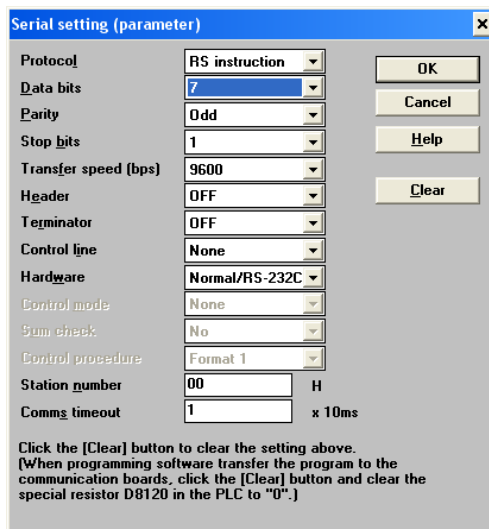 Serial setting (parameter)
Protocol RS instruction OK
Data bits 7
Parity Odd Cancel
Stop bits 1 Help
Transfer speed (bps) 9600
Header OFF Clear
Terminator OFF
Control line None
Hardware Normal/RS-232C
Control mode None
Sum check No
Control procedure Format 1
Station number 00 H
Comms timeout 1 x 10ms
Click the [Clear] button to clear the setting above.
(When programming software transfer the program to the
communication boards, click the [Clear] button and clear the
special resistor D8120 in the PLC to "0".)